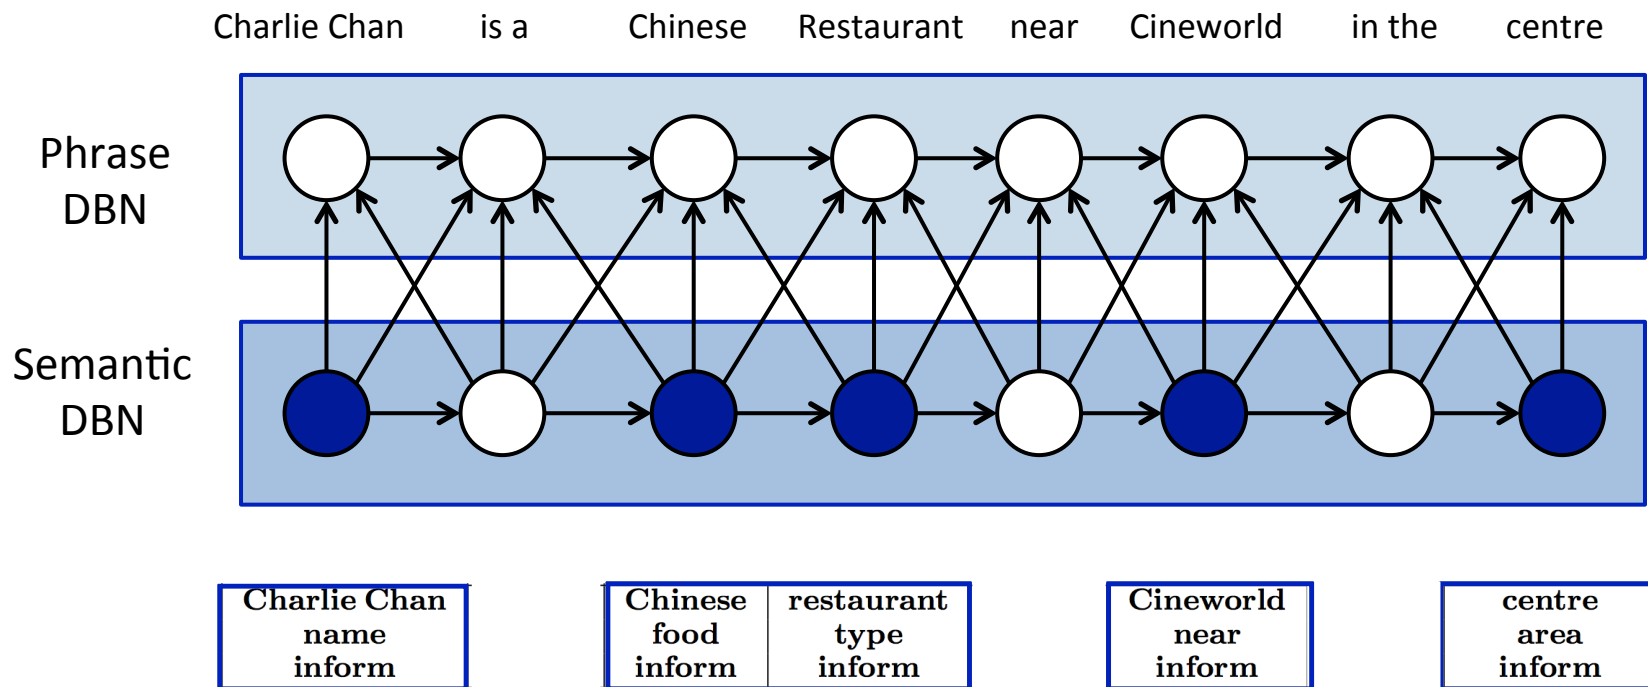 Charlie Chan is a Chinese Restaurant near Cineworld in the centre
Phrase
DBN
Semantic
DBN
Charlie Chan
name
inform
Chinese
food
inform
restaurant
type
inform
Cineworld
near
inform
centre
area
inform